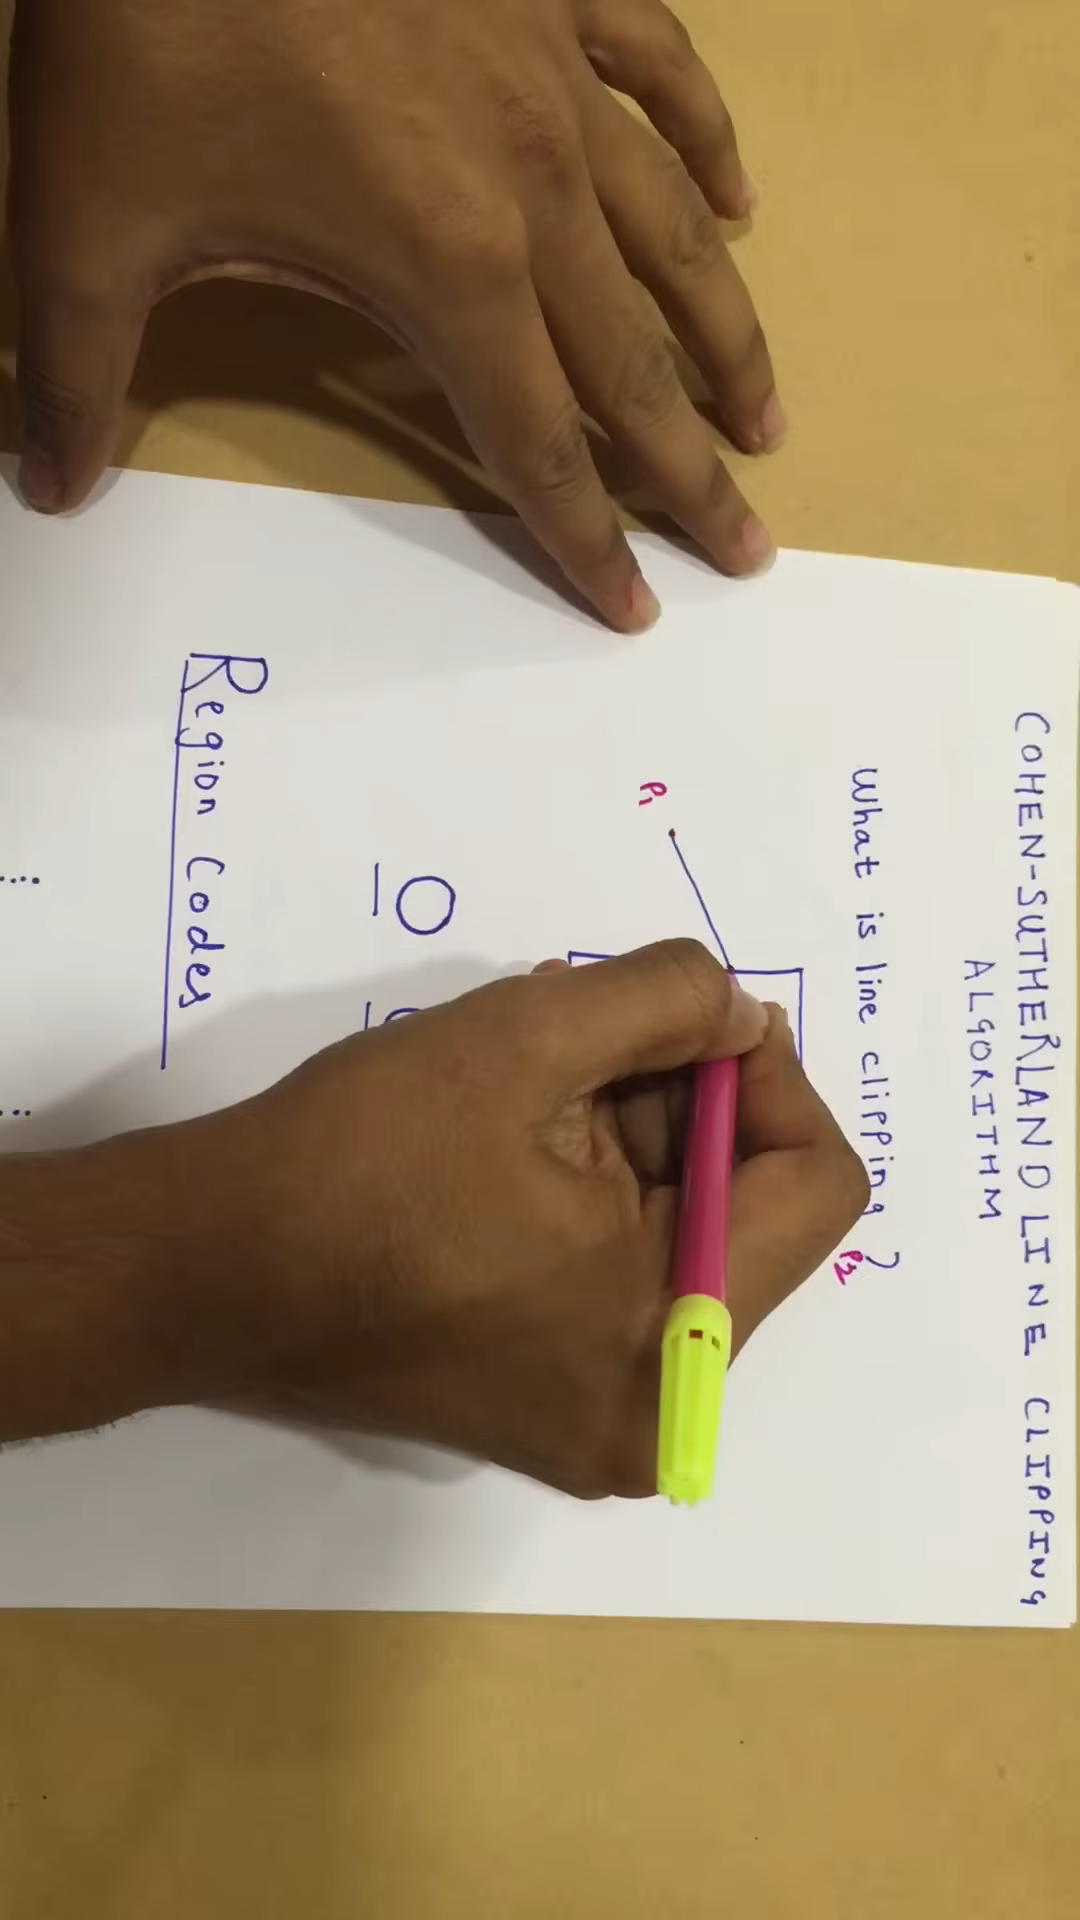 COHEN-SUTHERLAND LINE CLIPPING
ALGORITHM
What is line clipping ?
P2
P1
O
Region Codes